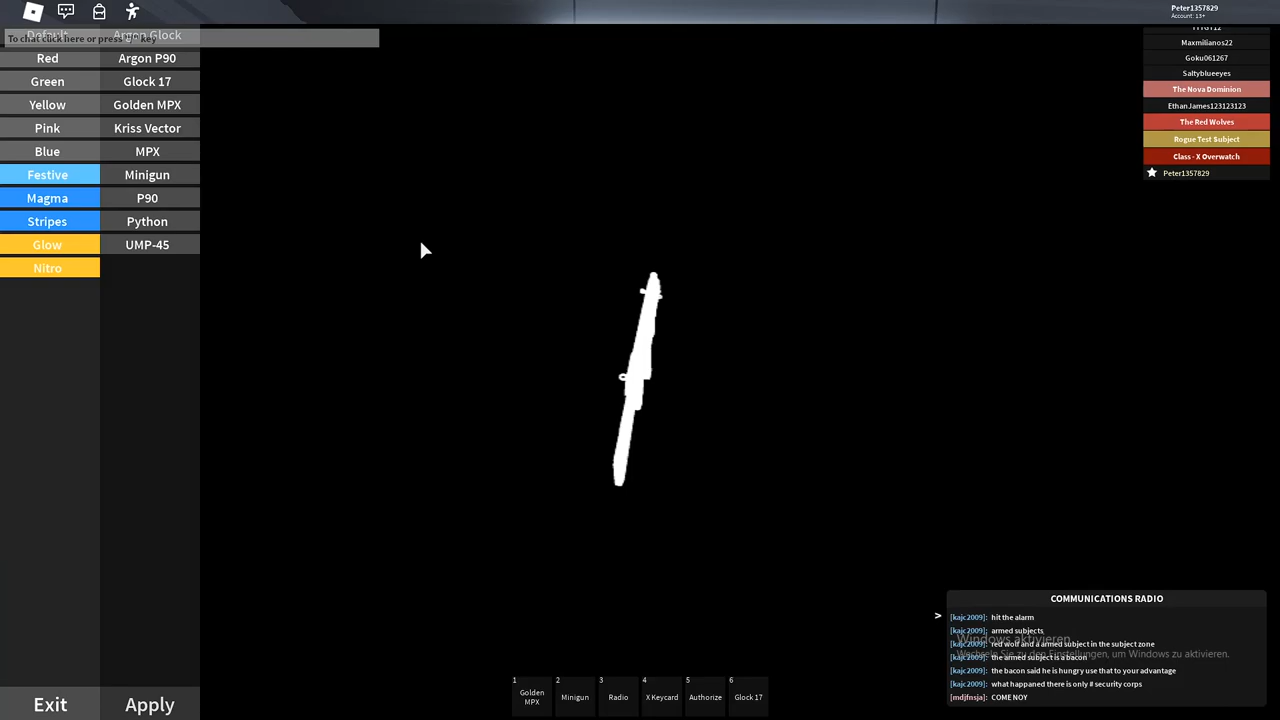 Peter1357829
Account: 13+
Default
Argon Glock
To chat click here or press "/" key
Red
Argon P90
Green
Glock 17
Yellow
Golden MPX
Pink
Kriss Vector
Blue
MPX
Festive
Minigun
Magma
P90
Stripes
Python
Glow
UMP-45
Nitro
Maxmilianos22
Goku061267
Saltyblueeyes
The Nova Dominion
EthanJames123123123
The Red Wolves
Rogue Test Subject
Class - X Overwatch
Peter1357829
COMMUNICATIONS RADIO
>
[kajc2009]: hit the alarm
[kajc2009]: armed subjects
Windows aktivieren
[kajc2009]: red wolf and a armed subject in the subject zone
Wechseln Sie zu den Einstellungen, um Windows zu aktivieren.
[kajc2009]: the armed subject is a bacon
[kajc2009]: the bacon said he is hungry use that to your advantage
[kajc2009]: what happaned there is only # security corps
[mdjfnsja]: COME NOY
1
Golden
MPX
2
Minigun
3
Radio
4
X Keycard
5
Authorize
6
Glock 17
Exit
Apply